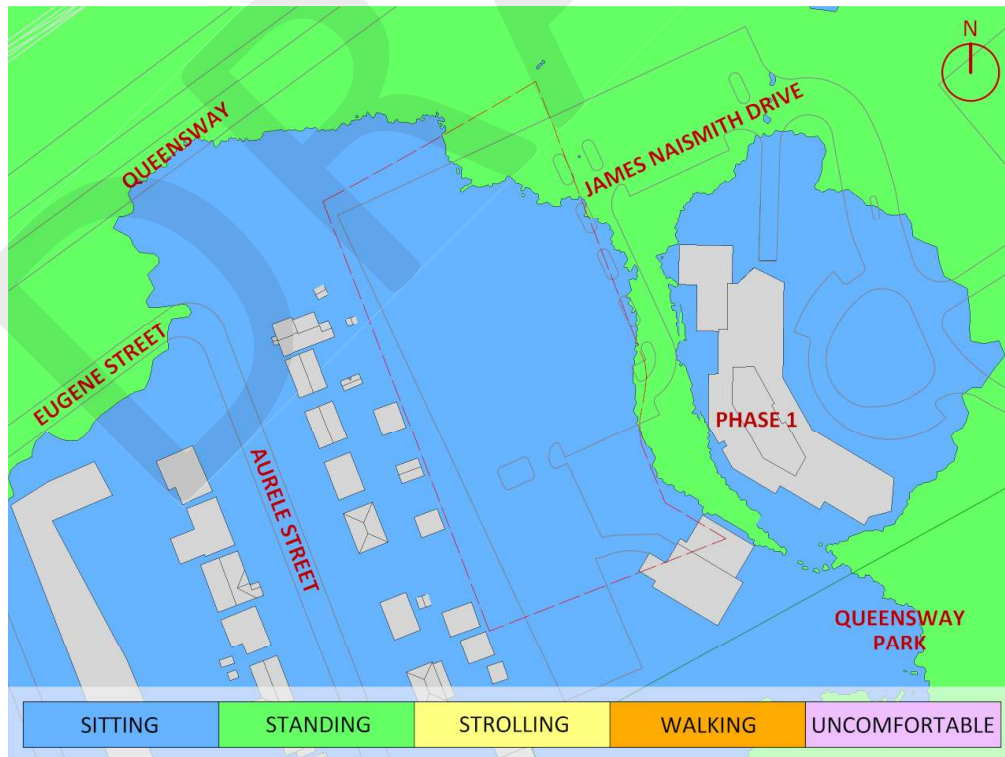 N
QUEENSWAY
JAMES NAISMITH DRIVE
EUGENE STREET
PHASE 1
AURELE STREET
QUEENSWAY
PARK
SITTING
STANDING
STROLLING
WALKING
UNCOMFORTABLE